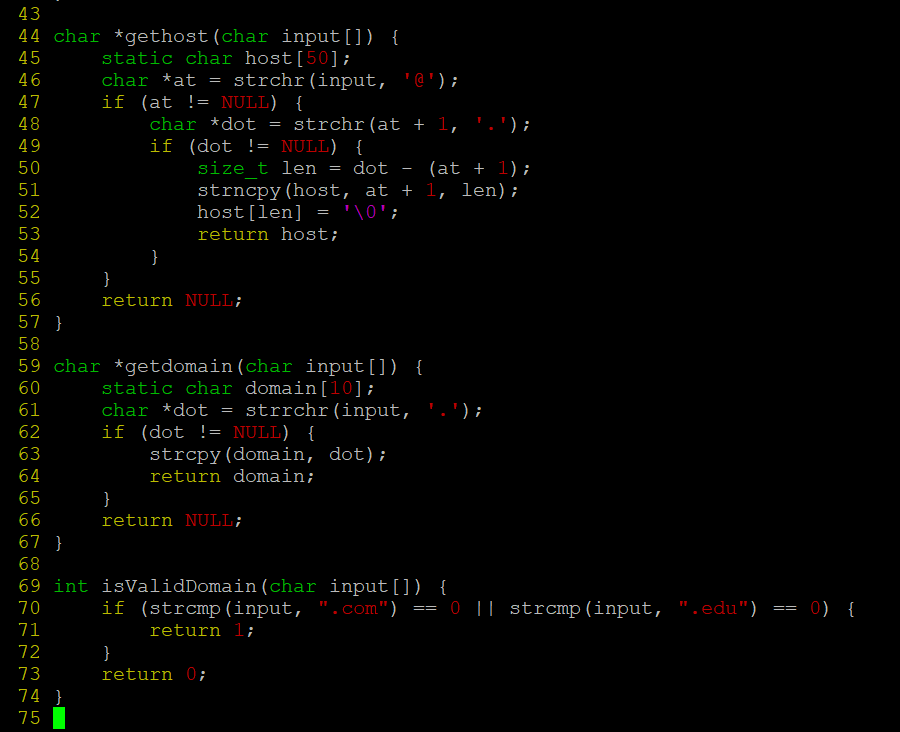 43
44 char *gethost(char input[]) {
45     static char host[50];
46     char *at = strchr(input, '@');
47     if (at != NULL) {
48         char *dot = strchr(at + 1, '.');
49         if (dot != NULL) {
50             size_t len = dot - (at + 1);
51             strncpy(host, at + 1, len);
52             host[len] = '\0';
53             return host;
54         }
55     }
56     return NULL;
57 }
58
59 char *getdomain(char input[]) {
60     static char domain[10];
61     char *dot = strrchr(input, '.');
62     if (dot != NULL) {
63         strcpy(domain, dot);
64         return domain;
65     }
66     return NULL;
67 }
68
69 int isValidDomain(char input[]) {
70     if (strcmp(input, ".com") == 0 || strcmp(input, ".edu") == 0) {
71         return 1;
72     }
73     return 0;
74 }
75